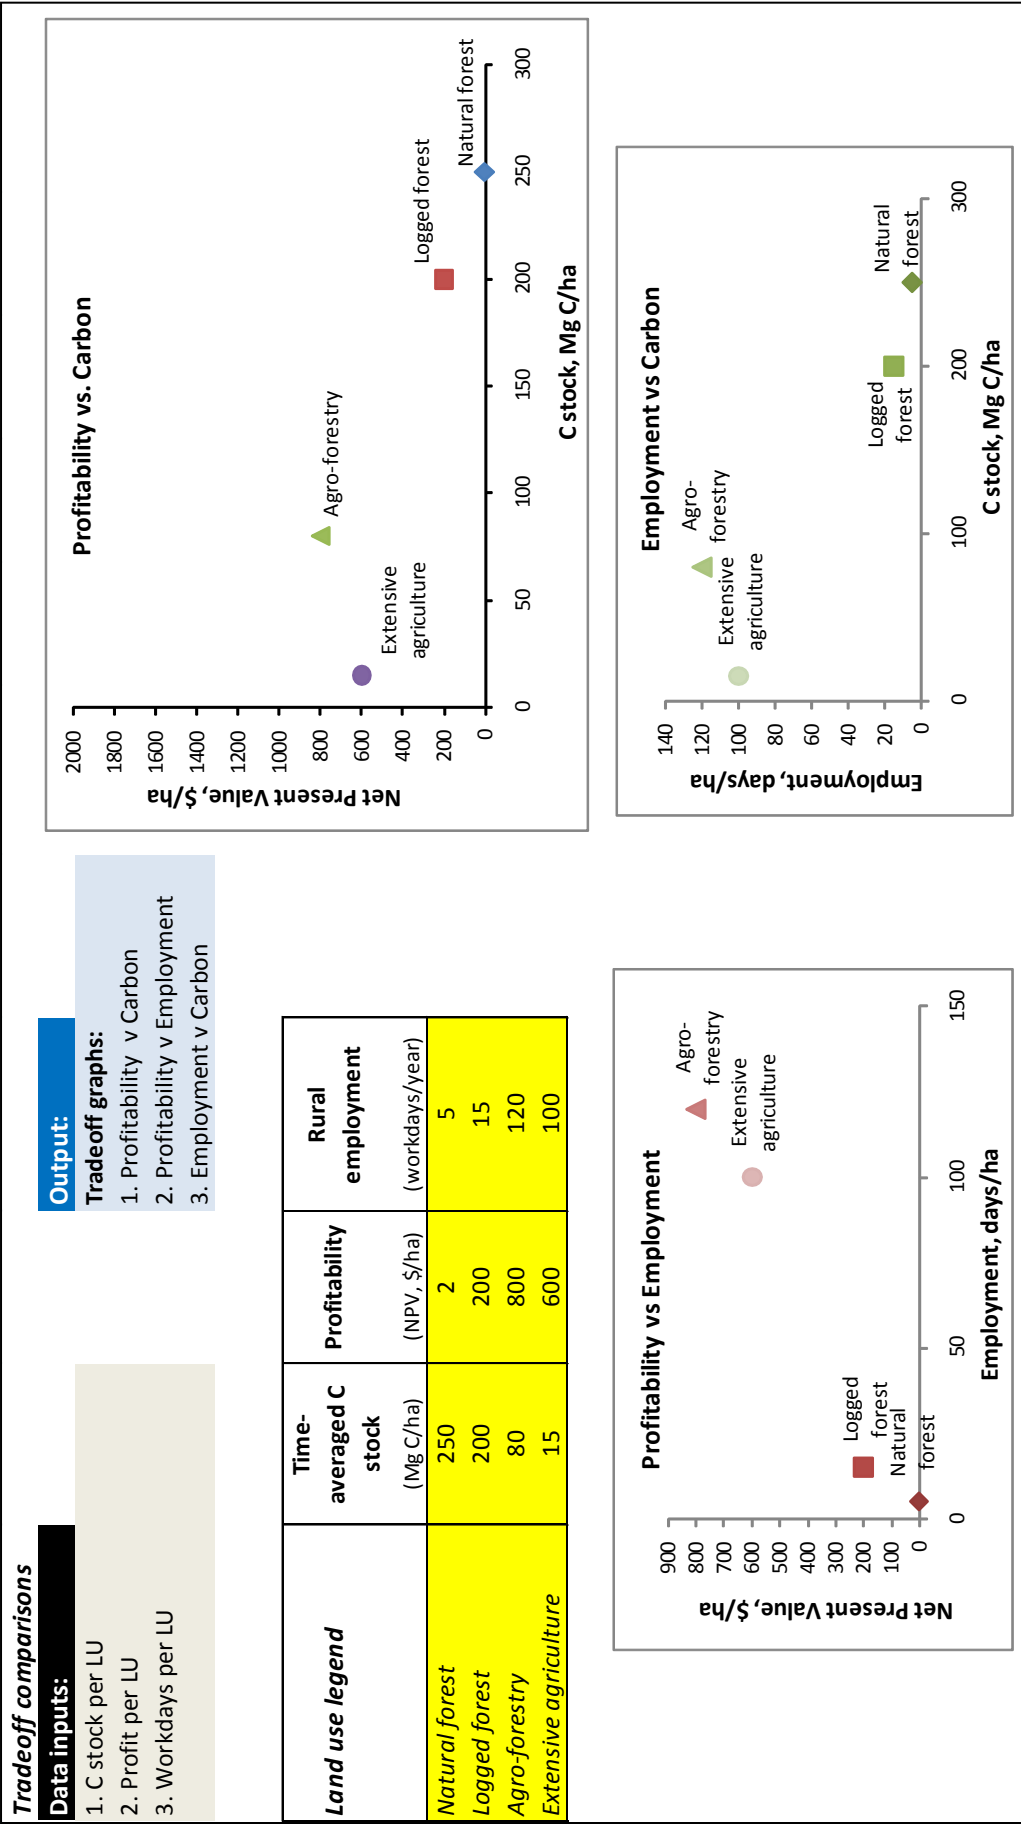 Tradeoff comparisons
Data inputs:
1. C stock per LU
2. Profit per LU
3. Workdays per LU
Output:
Tradeoff graphs:
1. Profitability v Carbon
2. Profitability v Employment
3. Employment v Carbon
Land use legend
Time-
averaged C
stock
(Mg C/ha)
Profitability
(NPV, $/ha)
Rural
employment
(workdays/year)
Natural forest 250 2 5
Logged forest 200 200 15
Agro-forestry 80 800 120
Extensive agriculture 15 600 100
Profitability vs. Carbon
Net Present Value, $/ha
2000
1800
1600
1400
1200
1000
800
600
400
200
0
Extensive
agriculture
Agro-forestry
Logged forest
Natural forest
0 50 100 150 200 250 300
C stock, Mg C/ha
Profitability vs Employment
Net Present Value, $/ha
900
800
700
600
500
400
300
200
100
0
Agro-
forestry
Extensive
agriculture
Logged
forest
Natural
forest
0 50 100 150
Employment, days/ha
Employment vs Carbon
Employment, days/ha
140
120
100
80
60
40
20
0
Agro-
forestry
Extensive
agriculture
Logged
forest
Natural
forest
0 100 200 300
C stock, Mg C/ha